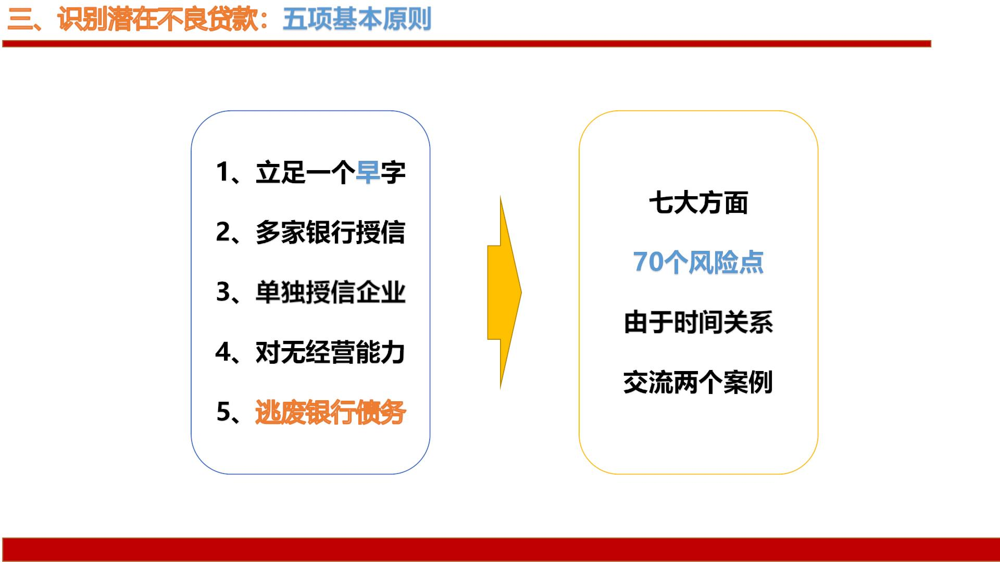 三、识别潜在不良贷款：五项基本原则
1、立足一个早字
2、多家银行授信
3、单独授信企业
4、对无经营能力
5、逃废银行债务
七大方面
70个风险点
由于时间关系
交流两个案例